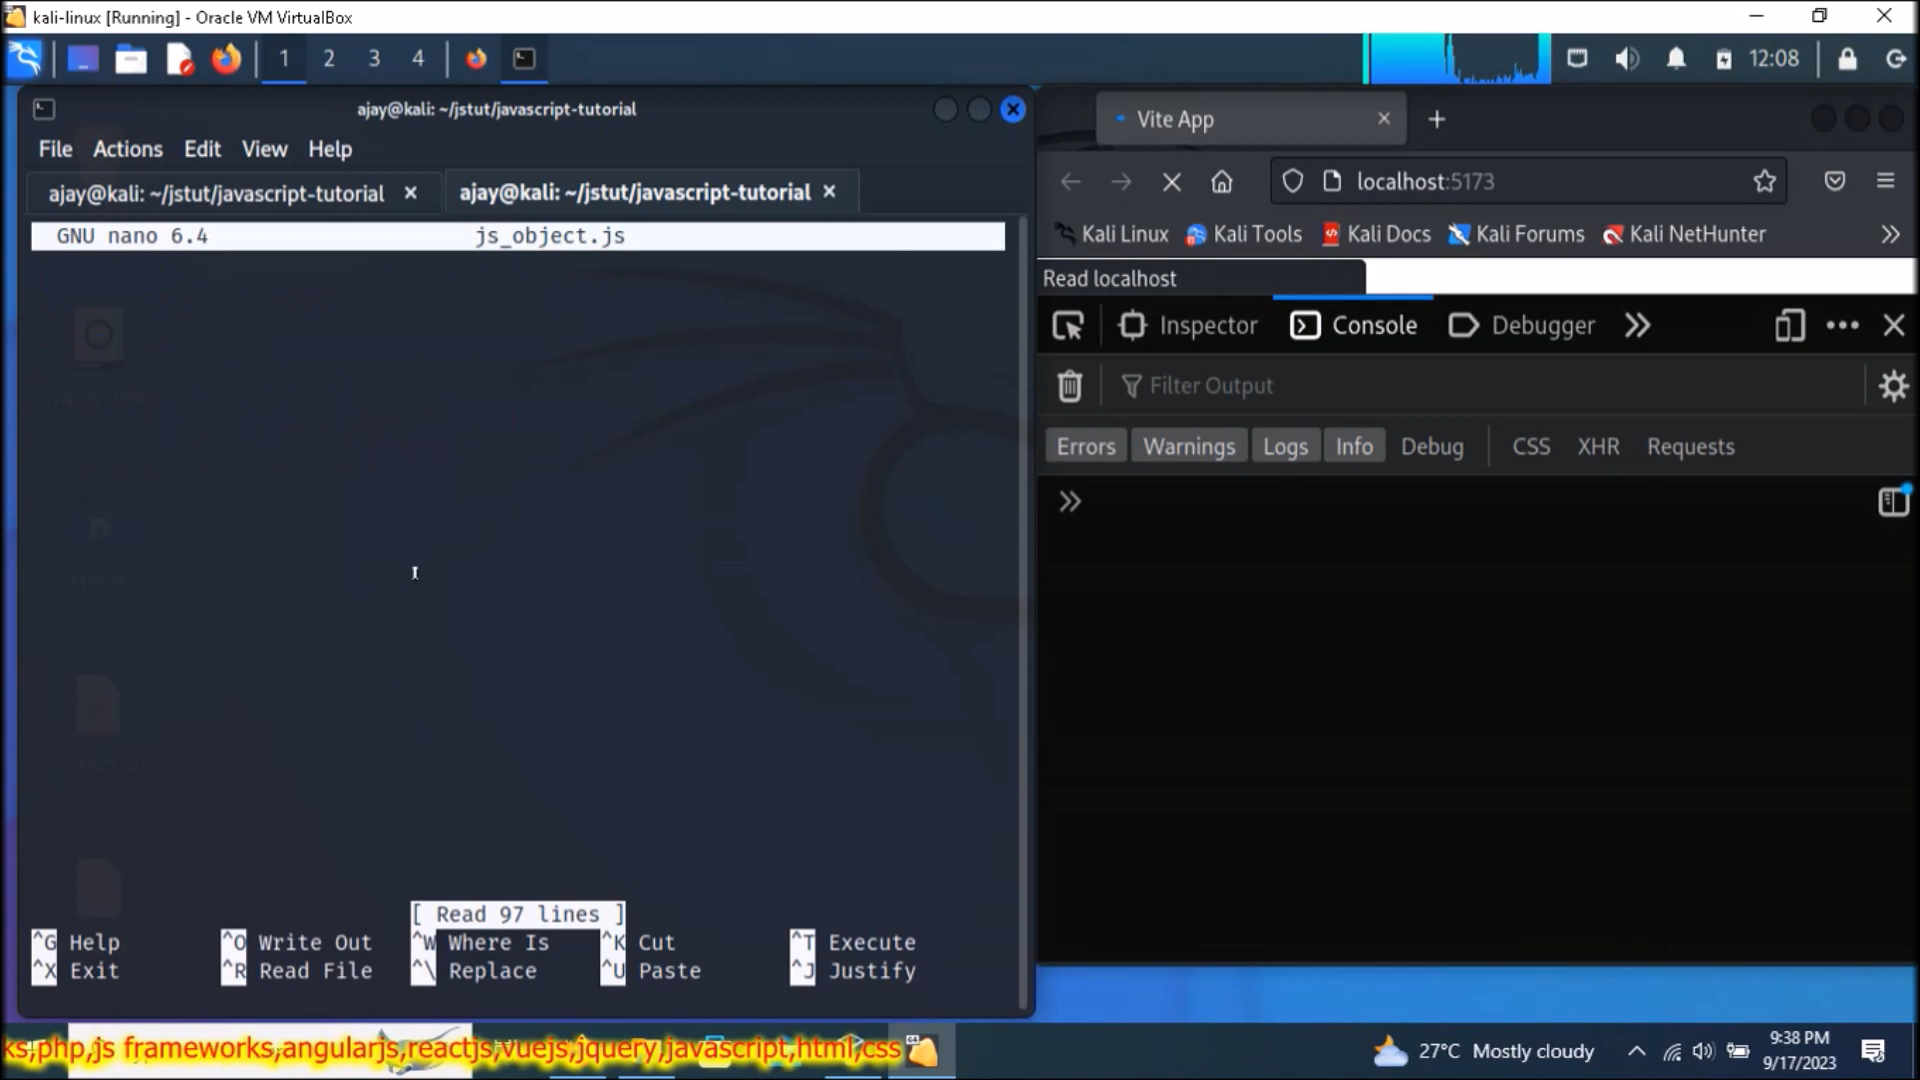 kali-linux [Running] - Oracle VM VirtualBox
1 2 3 4
12:08
ajay@kali: ~/jstut/javascript-tutorial
File Actions Edit View Help
ajay@kali: ~/jstut/javascript-tutorial
ajay@kali: ~/jstut/javascript-tutorial
GNU nano 6.4 js_object.js
[ Read 97 lines ]
^G Help ^O Write Out ^W Where Is ^K Cut ^T Execute
^X Exit ^R Read File ^\ Replace ^U Paste ^J Justify
Vite App
localhost:5173
Kali Linux Kali Tools Kali Docs Kali Forums Kali NetHunter
Read localhost
Inspector Console Debugger
Filter Output
Errors Warnings Logs Info Debug CSS XHR Requests
ks,php,js frameworks,angularjs,reactjs,vuejs,jquery,javascript,html,css
27°C Mostly cloudy
9:38 PM
9/17/2023